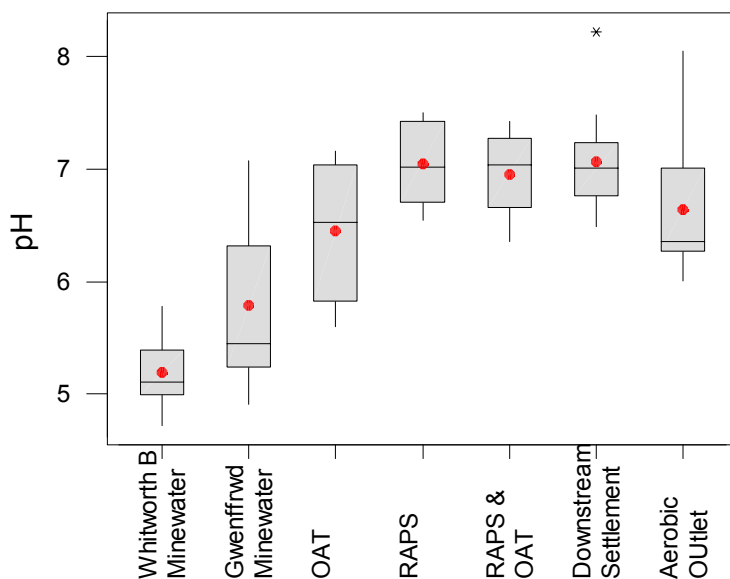 8
7
6
5
pH
Whitworth B
Minewater
Gwenffrwd
Minewater
OAT
RAPS
RAPS &
OAT
Downstream
Settlement
Aerobic
OUtlet